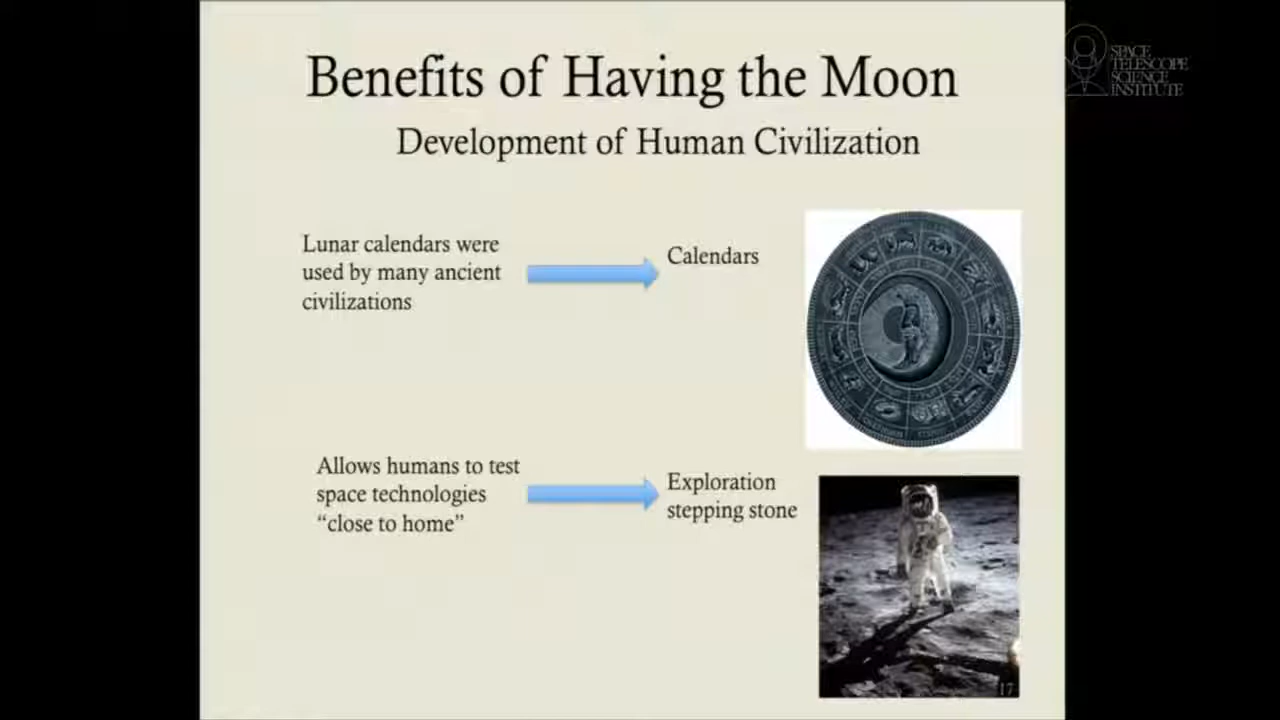 Benefits of Having the Moon
Development of Human Civilization
Lunar calendars were
used by many ancient
civilizations
Calendars
Allows humans to test
space technologies
“close to home”
Exploration
stepping stone
17
SPACE
TELESCOPE
SCIENCE
INSTITUTE